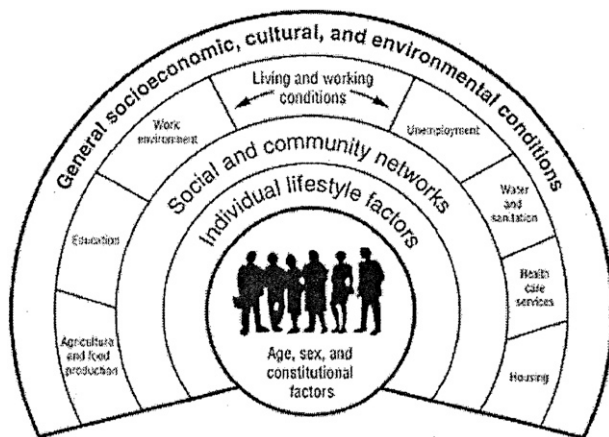 General socioeconomic, cultural, and environmental conditions
Living and working
conditions
Work
environment
Unemployment
Education
Water
and
sanitation
Agriculture
and food
production
Health
care
services
Housing
Social and community networks
Individual lifestyle factors
Age, sex, and
constitutional
factors